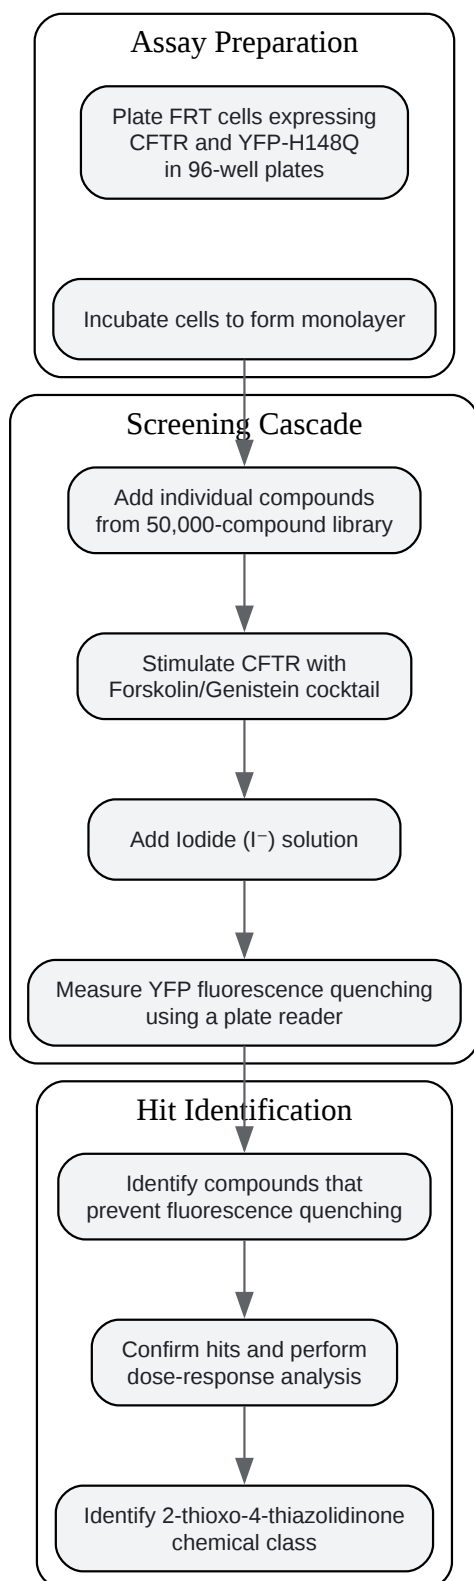 Assay Preparation
Plate FRT cells expressing
CFTR and YFP-H148Q
in 96-well plates
Incubate cells to form monolayer
Screening Cascade
Add individual compounds
from 50,000-compound library
Stimulate CFTR with
Forskolin/Genistein cocktail
Add Iodide (I⁻) solution
Measure YFP fluorescence quenching
using a plate reader
Hit Identification
Identify compounds that
prevent fluorescence quenching
Confirm hits and perform
dose-response analysis
Identify 2-thioxo-4-thiazolidinone
chemical class